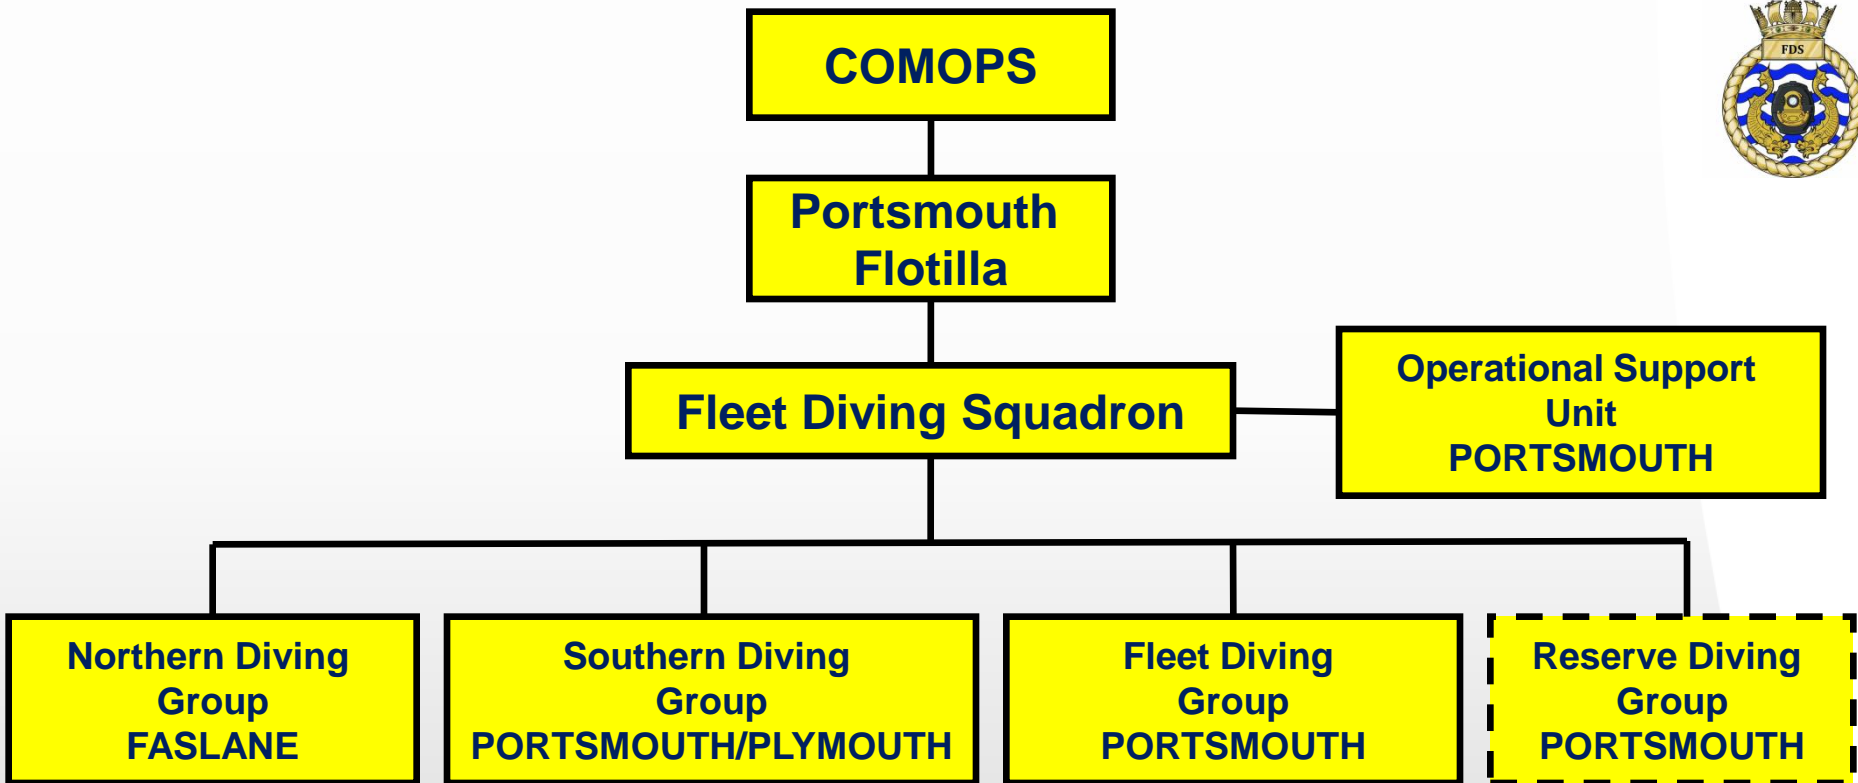 COMOPS
FDS
Portsmouth
Flotilla
Fleet Diving Squadron
Operational Support
Unit
PORTSMOUTH
Northern Diving
Group
FASLANE
Southern Diving
Group
PORTSMOUTH/PLYMOUTH
Fleet Diving
Group
PORTSMOUTH
Reserve Diving
Group
PORTSMOUTH